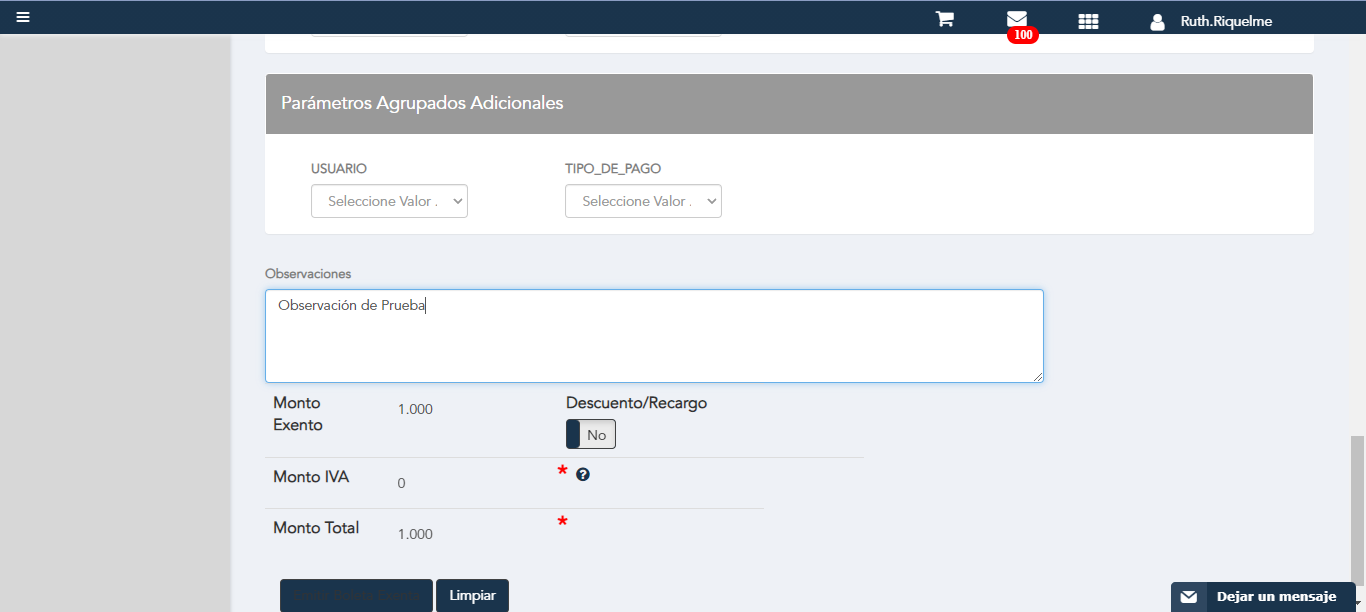 Ruth.Riquelme
100
Parámetros Agrupados Adicionales
USUARIO TIPO_DE_PAGO
Seleccione Valor . Seleccione Valor .
Observaciones
Observación de Prueba
Monto Exento 1.000 Descuento/Recargo
No
Monto IVA 0 * ?
Monto Total 1.000 *
Limpiar
Dejar un mensaje